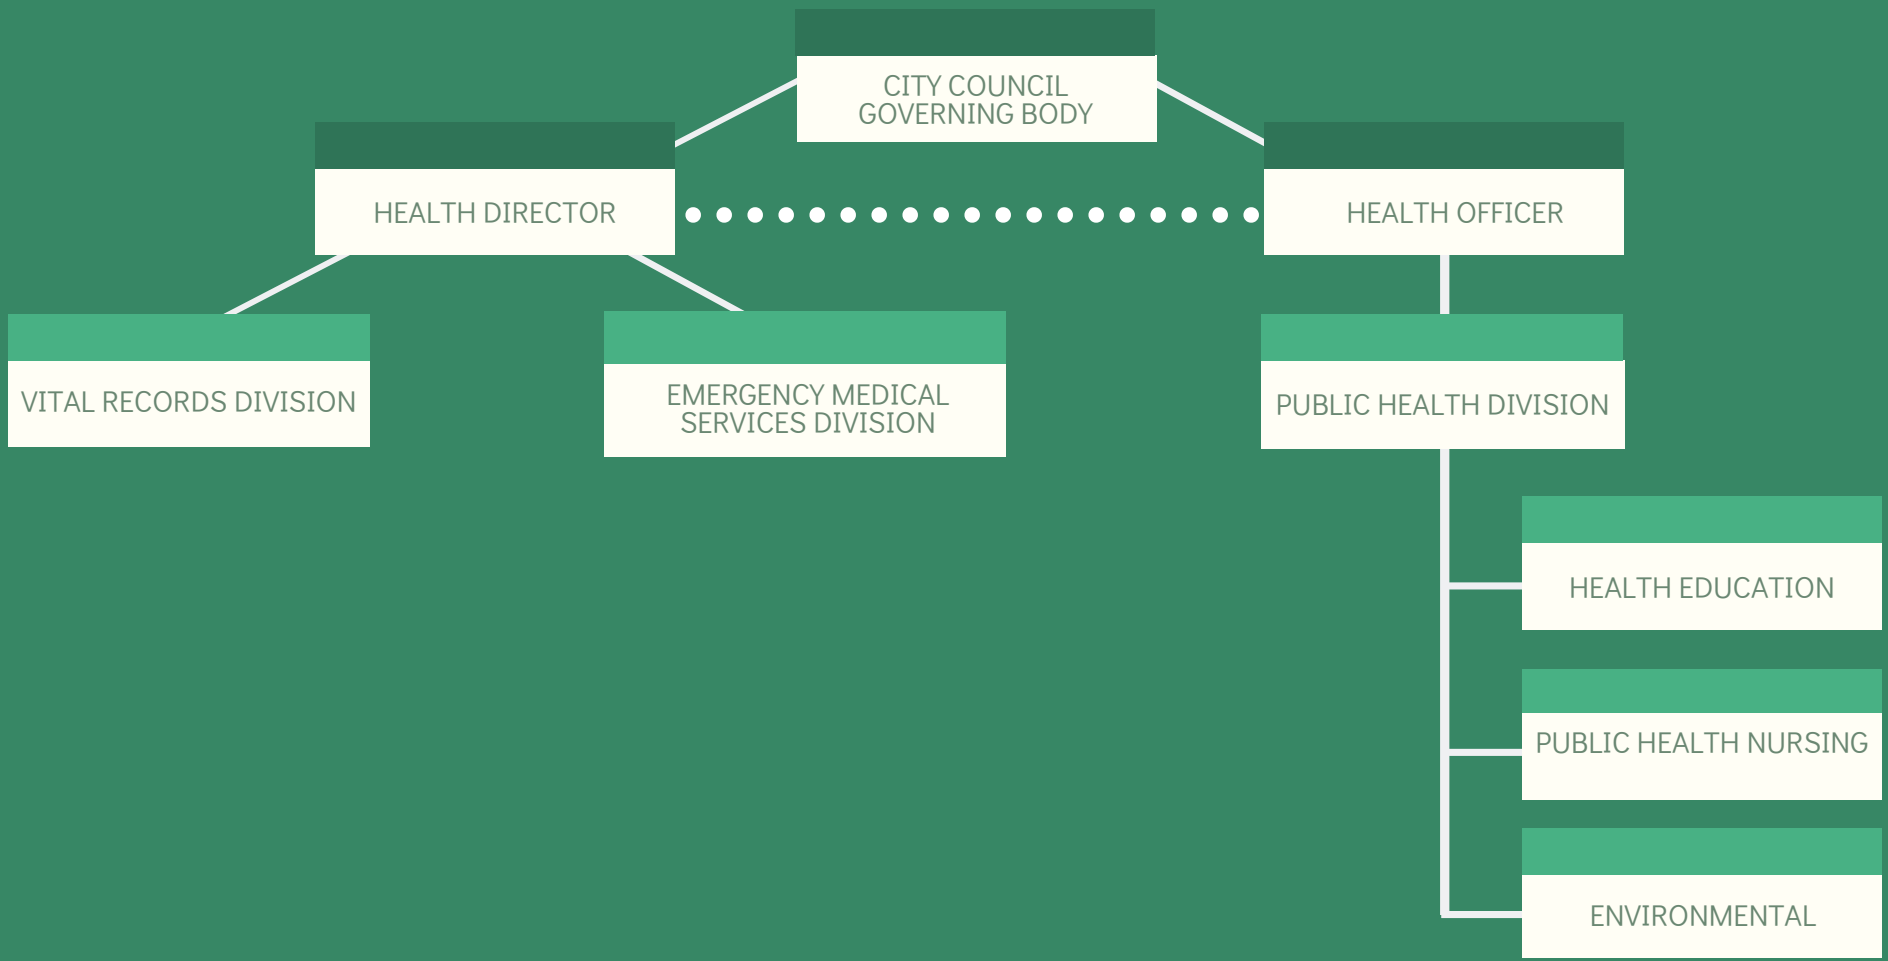 CITY COUNCIL
GOVERNING BODY
HEALTH DIRECTOR
HEALTH OFFICER
VITAL RECORDS DIVISION
EMERGENCY MEDICAL
SERVICES DIVISION
PUBLIC HEALTH DIVISION
HEALTH EDUCATION
PUBLIC HEALTH NURSING
ENVIRONMENTAL